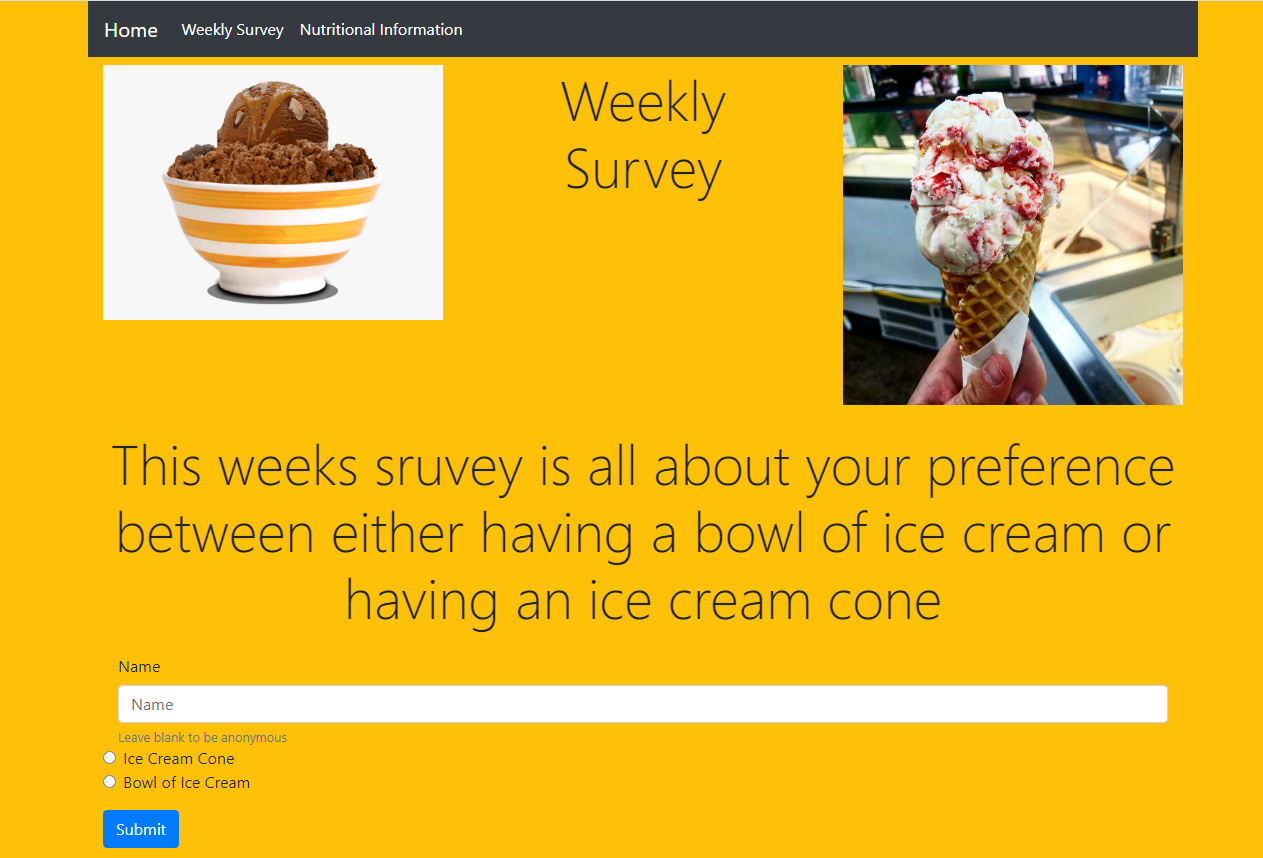 Home Weekly Survey Nutritional Information
Weekly
Survey
This weeks sruvey is all about your preference
between either having a bowl of ice cream or
having an ice cream cone
Name
Name
Leave blank to be anonymous
Ice Cream Cone
Bowl of Ice Cream
Submit